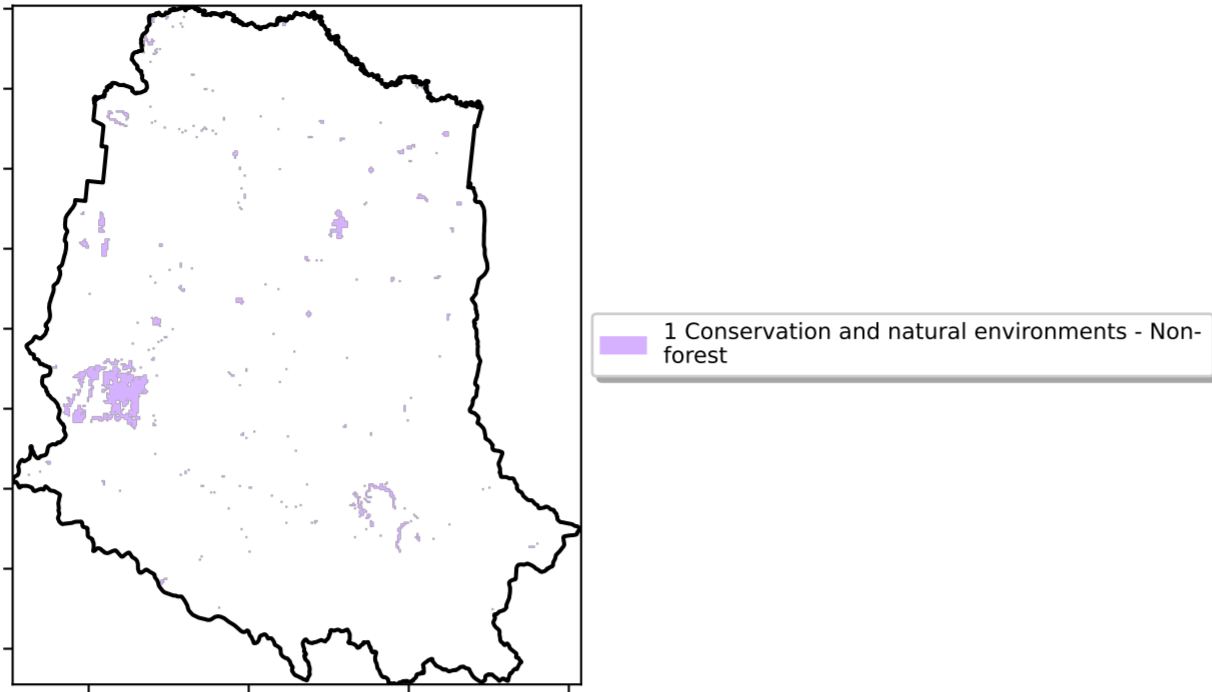 1 Conservation and natural environments - Non-
forest